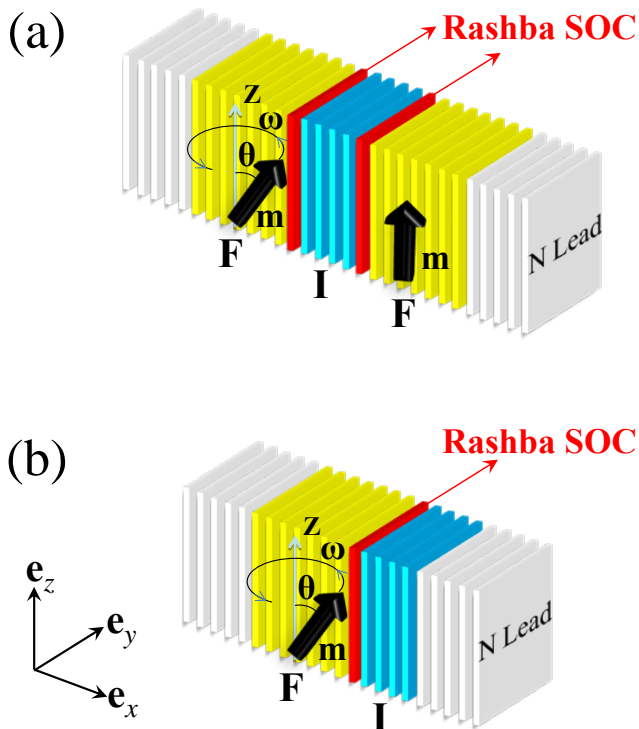 (a)
Rashba SOC
z
ω
θ
m
F
I
m
F
N Lead
(b)
Rashba SOC
z
ω
θ
m
F
I
N Lead
e_z
e_y
e_x